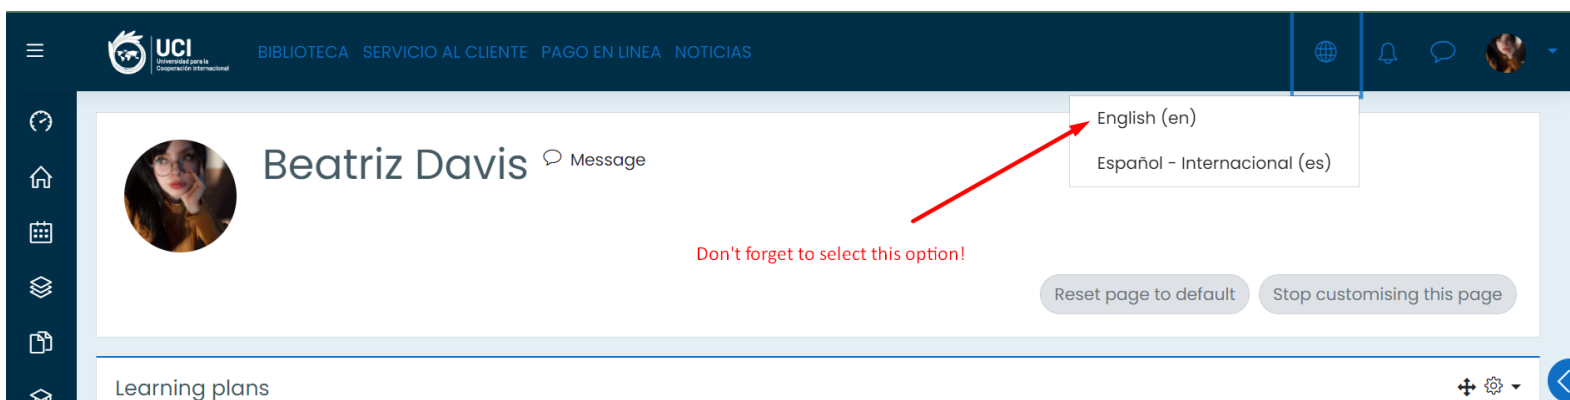 UCI
Universidad para la
Cooperación Internacional
BIBLIOTECA SERVICIO AL CLIENTE PAGO EN LINEA NOTICIAS
English (en)
Español - Internacional (es)
Beatriz Davis Message
Don't forget to select this option!
Reset page to default Stop customising this page
Learning plans